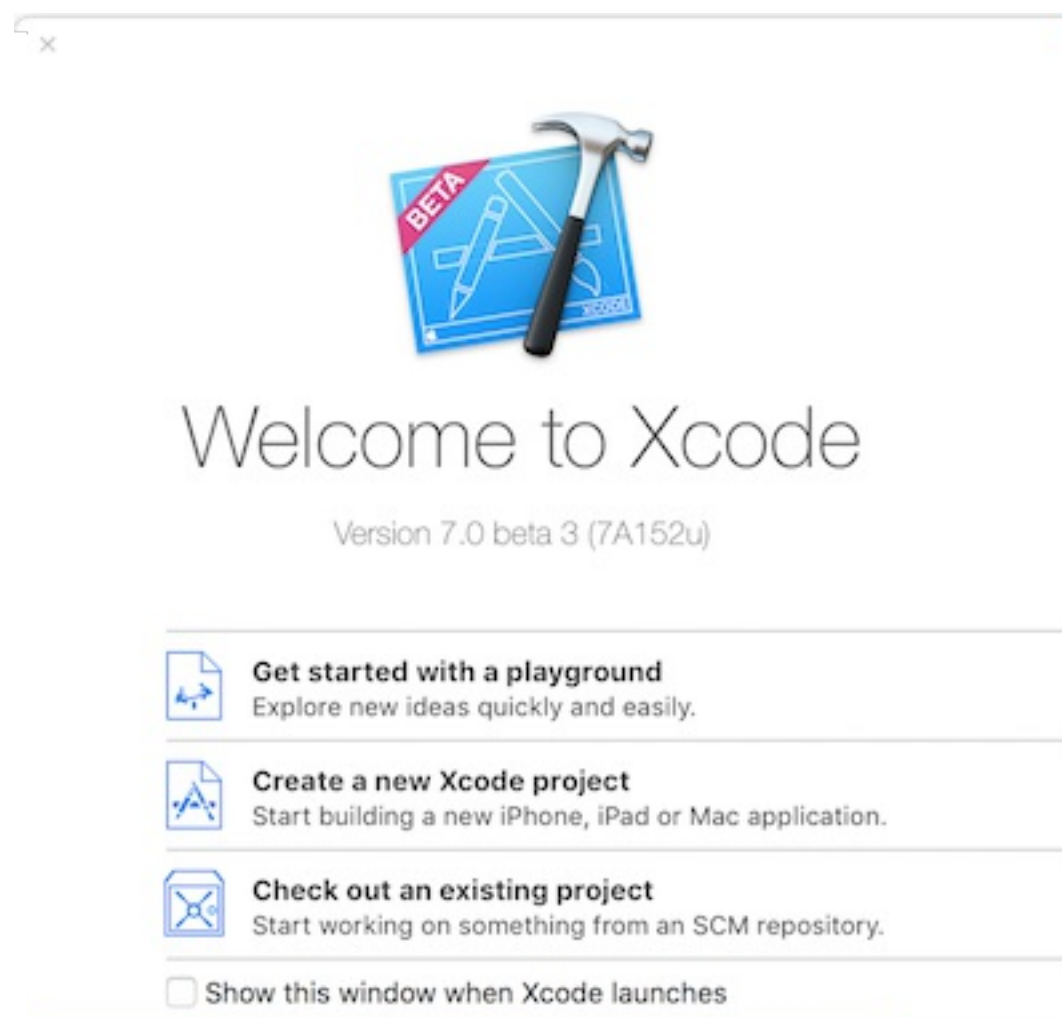 BETA
XCODE
Welcome to Xcode
Version 7.0 beta 3 (7A152u)
Get started with a playground
Explore new ideas quickly and easily.
Create a new Xcode project
Start building a new iPhone, iPad or Mac application.
Check out an existing project
Start working on something from an SCM repository.
Show this window when Xcode launches